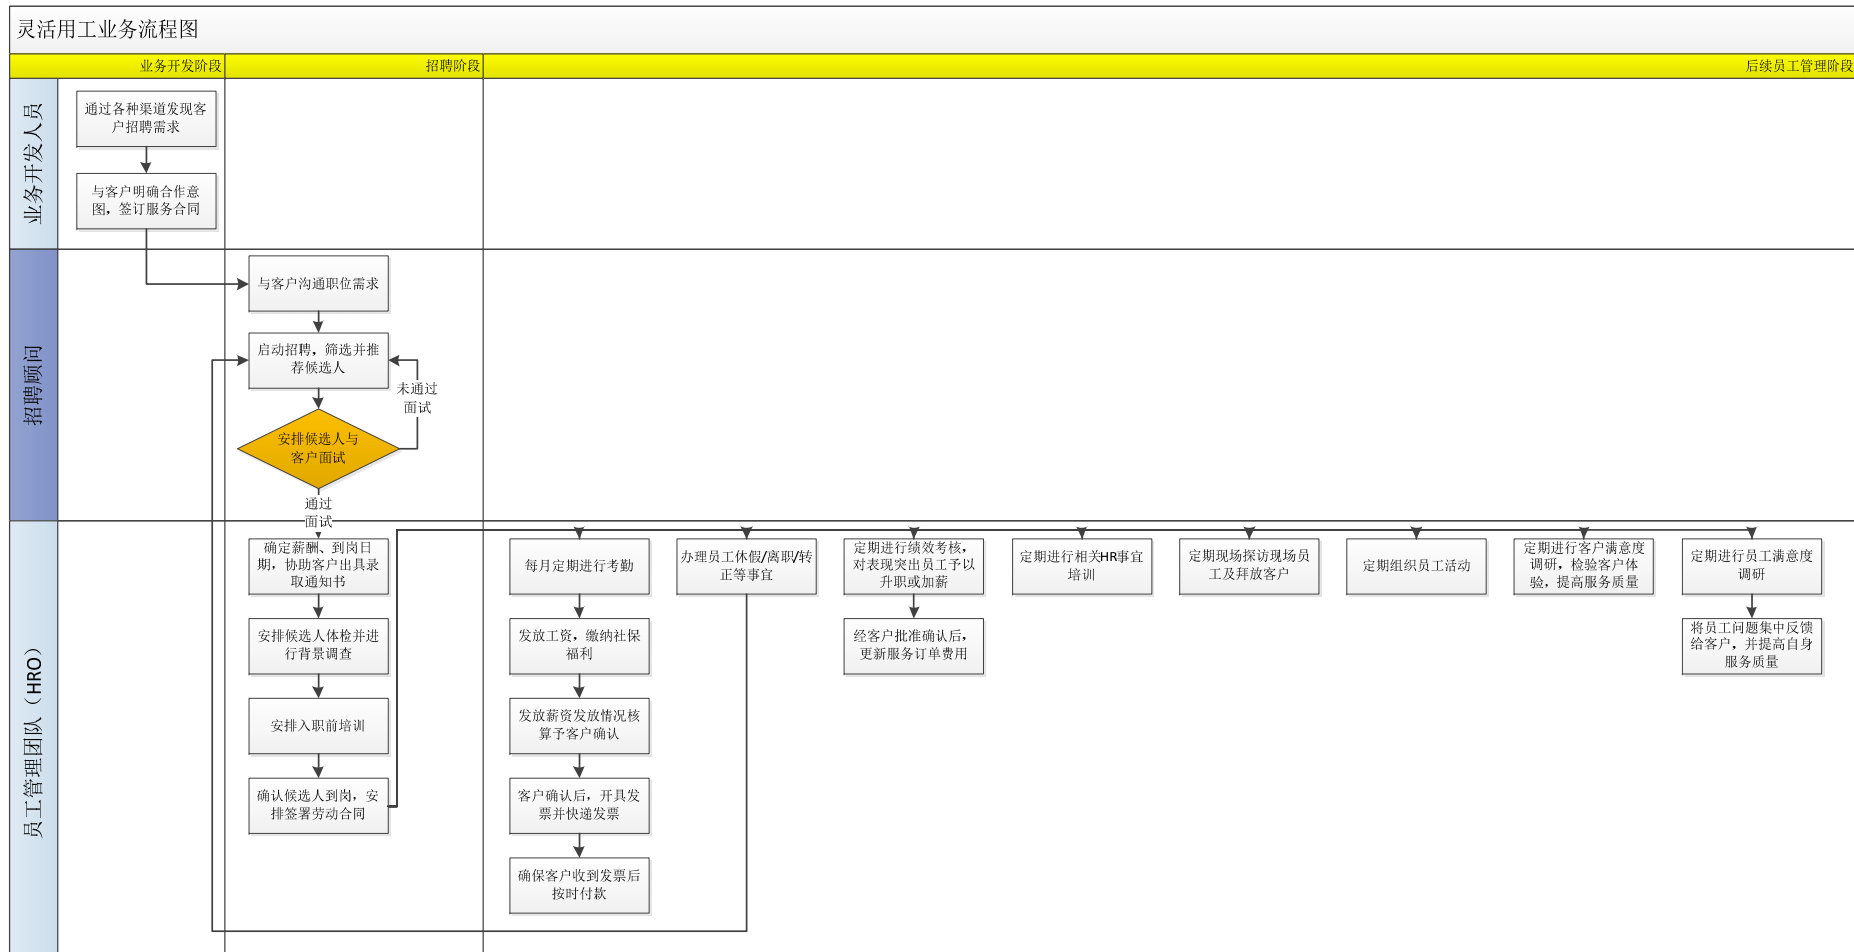 灵活用工业务流程图
业务开发阶段
招聘阶段
后续员工管理阶段
业务开发人员
通过各种渠道发现客
户招聘需求
与客户明确合作意
图，签订服务合同
招聘顾问
与客户沟通职位需求
启动招聘，筛选并推
荐候选人
未通过
面试
安排候选人与
客户面试
通过
面试
员工管理团队（HRO）
确定薪酬、到岗日
期，协助客户出具录
取通知书
安排候选人体检并进
行背景调查
安排入职前培训
确认候选人到岗，安
排签署劳动合同
每月定期进行考勤
发放工资，缴纳社保
福利
发放薪资发放情况核
算予客户确认
客户确认后，开具发
票并快递发票
确保客户收到发票后
按时付款
办理员工休假/离职/转
正等事宜
定期进行绩效考核，
对表现突出员工予以
升职或加薪
经客户批准确认后，
更新服务订单费用
定期进行相关HR事宜
培训
定期现场探访现场员
工及拜放客户
定期组织员工活动
定期进行客户满意度
调研，检验客户体
验，提高服务质量
定期进行员工满意度
调研
将员工问题集中反馈
给客户，并提高自身
服务质量